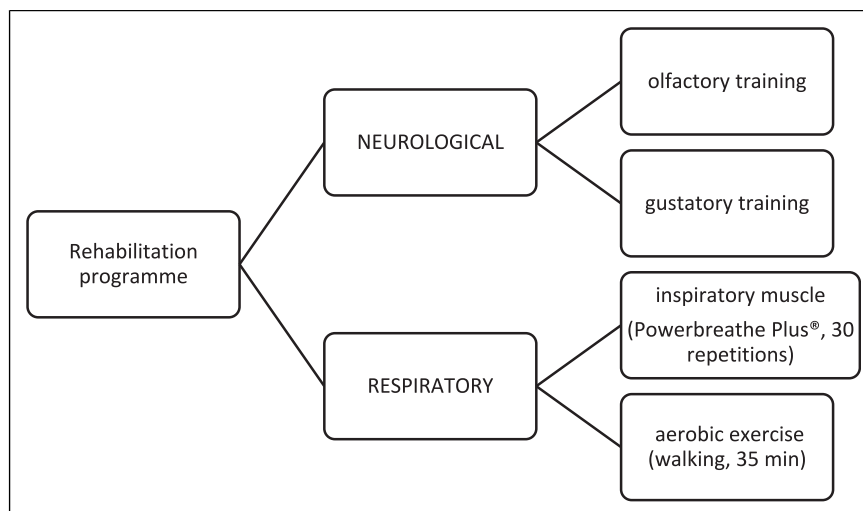 Rehabilitation
programme
NEUROLOGICAL
olfactory training
gustatory training
RESPIRATORY
inspiratory muscle
(Powerbreathe Plus®, 30
repetitions)
aerobic exercise
(walking, 35 min)